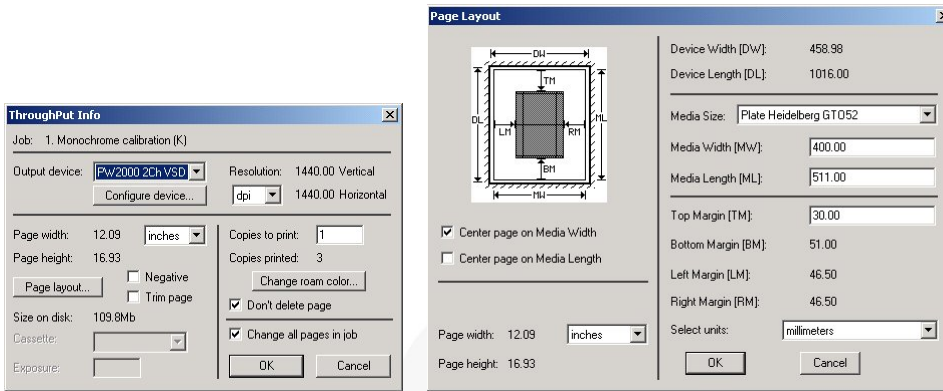 ThroughPut Info
Job: 1. Monochrome calibration (K)
Output device: PW2000 2Ch VSD
Configure device...
Resolution: 1440.00 Vertical
dpi 1440.00 Horizontal
Page width: 12.09 inches
Page height: 16.93
Page layout...
Negative
Trim page
Size on disk: 109.8Mb
Cassette:
Exposure:
Copies to print: 1
Copies printed: 3
Change roam color...
Don't delete page
Change all pages in job
OK Cancel
Page Layout
DW
TM
DL LM RM ML
BM
MW
Center page on Media Width
Center page on Media Length
Page width: 12.09 inches
Page height: 16.93
Device Width [DW]: 458.98
Device Length [DL]: 1016.00
Media Size: Plate Heidelberg GTO52
Media Width [MW]: 400.00
Media Length [ML]: 511.00
Top Margin [TM]: 30.00
Bottom Margin [BM]: 51.00
Left Margin [LM]: 46.50
Right Margin [RM]: 46.50
Select units: millimeters
OK Cancel